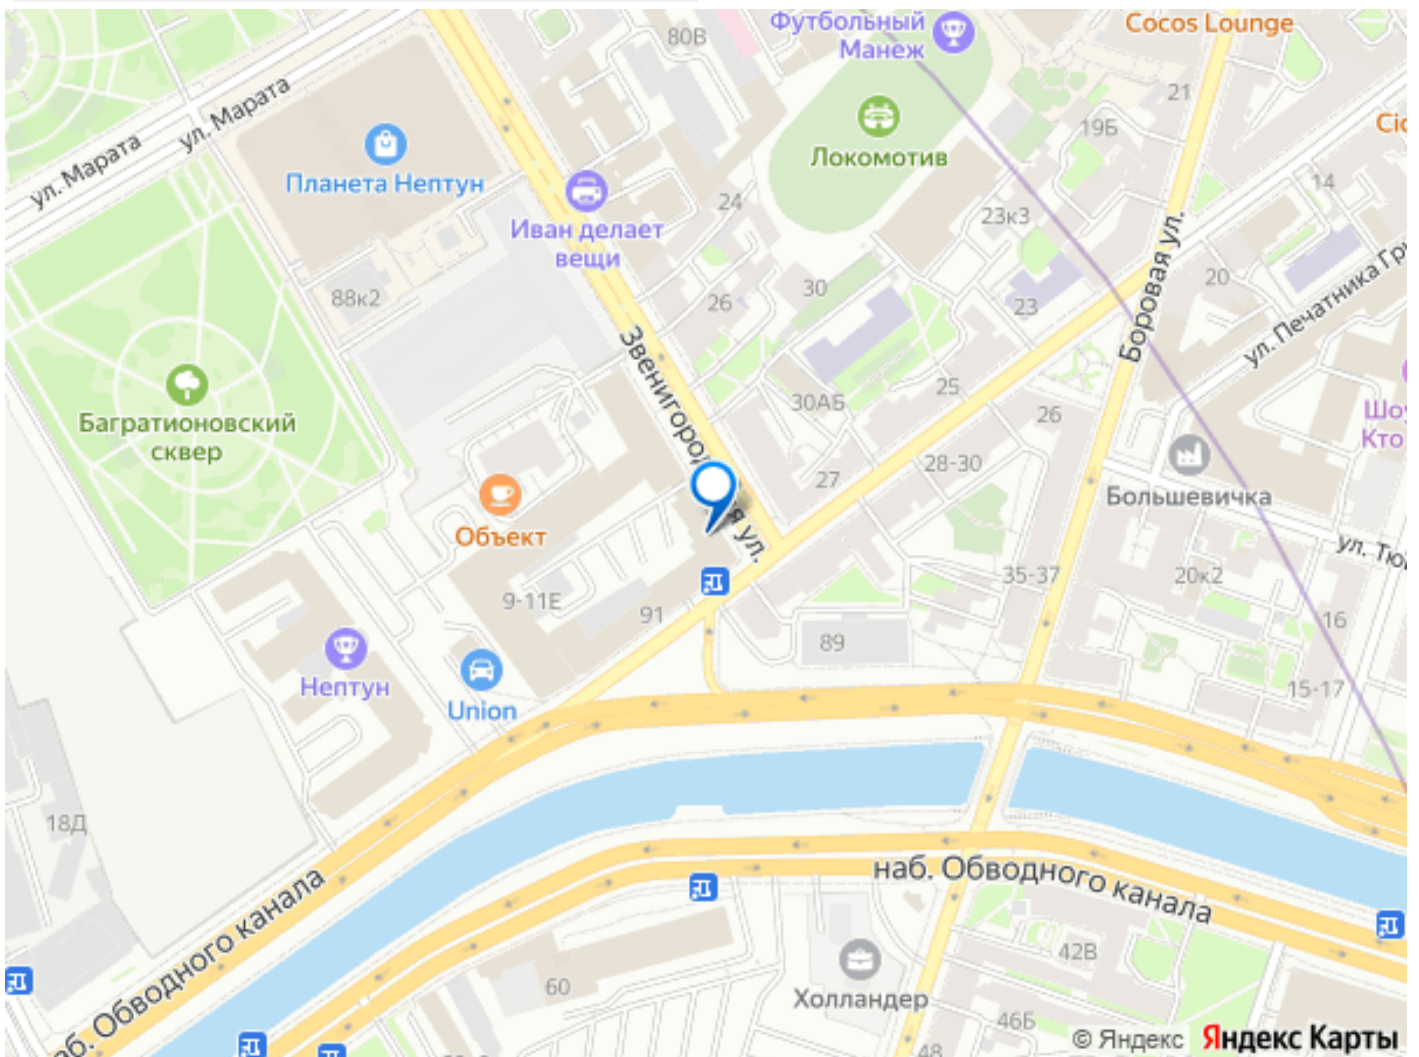 Футбольный
Манеж
Cocos Lounge
80В
21
19Б
ул. Марата
ул. Марата
Планета Нептун
Локомотив
Иван делает
вещи
24
23к3
14
88к2
26
30
23
20
Боровая ул.
ул. Печатника Гр
Звенигородская ул.
Багратионовский
сквер
30АБ
25
26
27
28-30
Шо
Кто
Большевичка
Объект
ул. Тю
9-11Е
91
35-37
20к2
16
89
Нептун
Union
15-17
18Д
наб. Обводного канала
наб. Обводного канала
60
Холландер
42В
46Б
48
© Яндекс Яндекс Карты